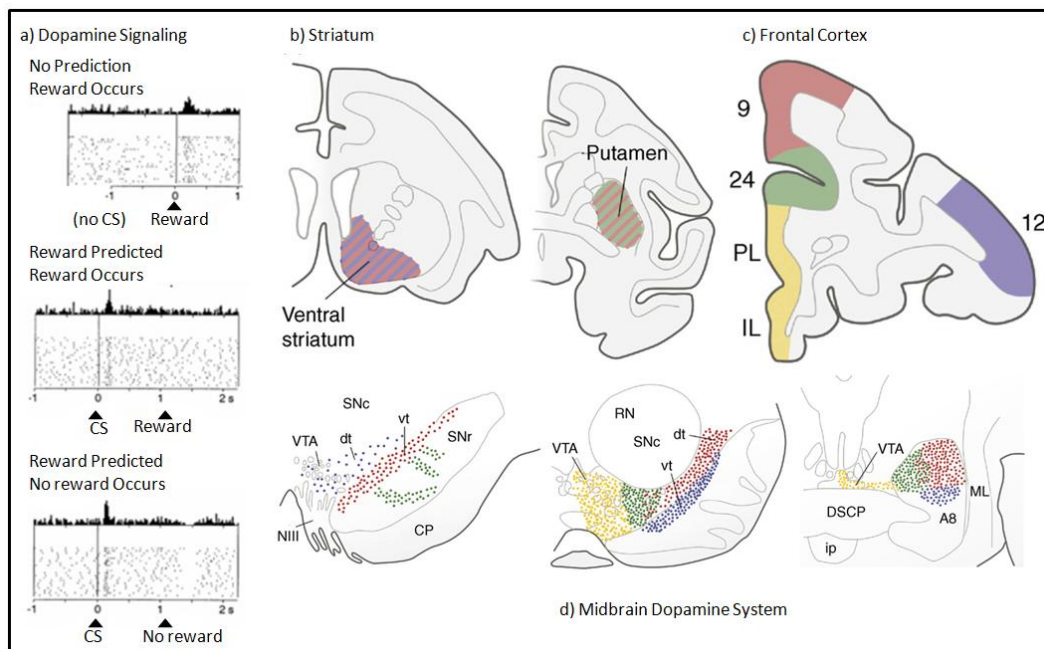 a) Dopamine Signaling
No Prediction
Reward Occurs
-1 0 1
(no CS) Reward
Reward Predicted
Reward Occurs
-1 0 1 2 s
CS Reward
Reward Predicted
No reward Occurs
-1 0 1 2 s
CS No reward
b) Striatum
Ventral
striatum
Putamen
c) Frontal Cortex
9
24
PL
IL
12
SNc
VTA
dt
vt
SNr
NIII
CP
RN
SNc
dt
VTA
vt
VTA
DSCP
A8
ML
ip
d) Midbrain Dopamine System